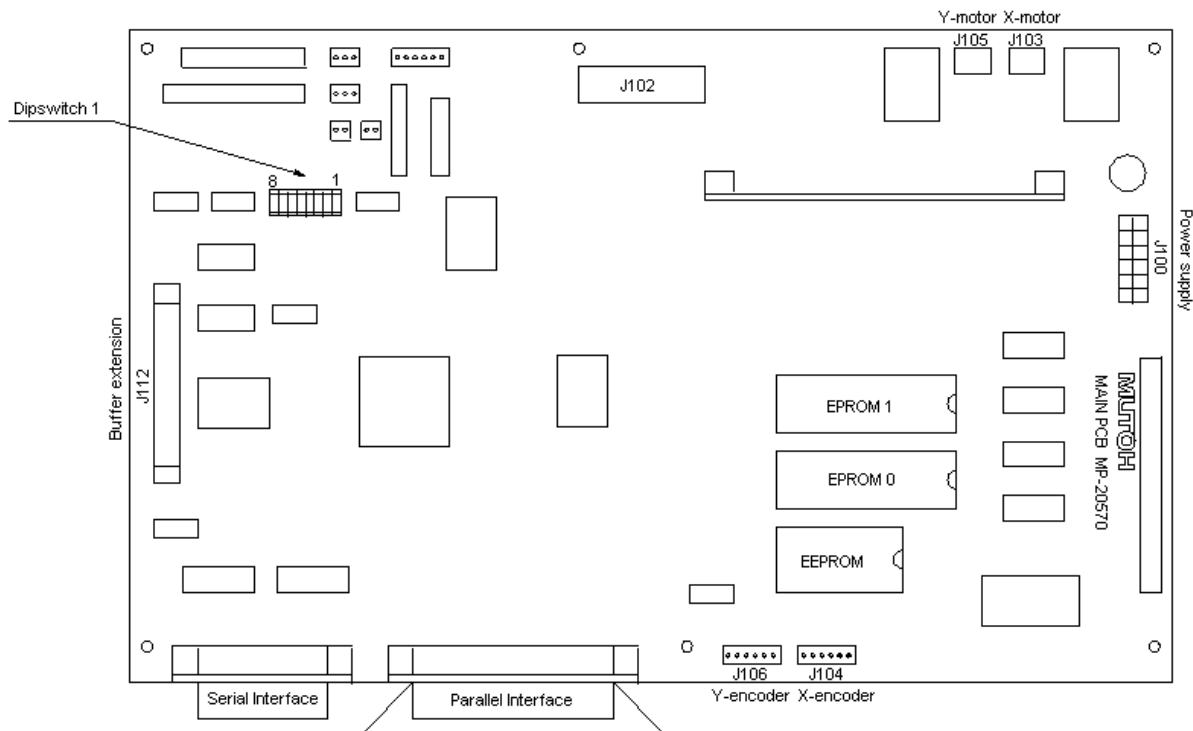 Y-motor X-motor
J105 J103
J102
Dipswitch 1
8 1
J100
Power supply
Buffer extension
J112
EPROM 1
MUTOH
MAIN PCB MP-20570
EPROM 0
EEPROM
J106 J104
Y-encoder X-encoder
Serial Interface
Parallel Interface